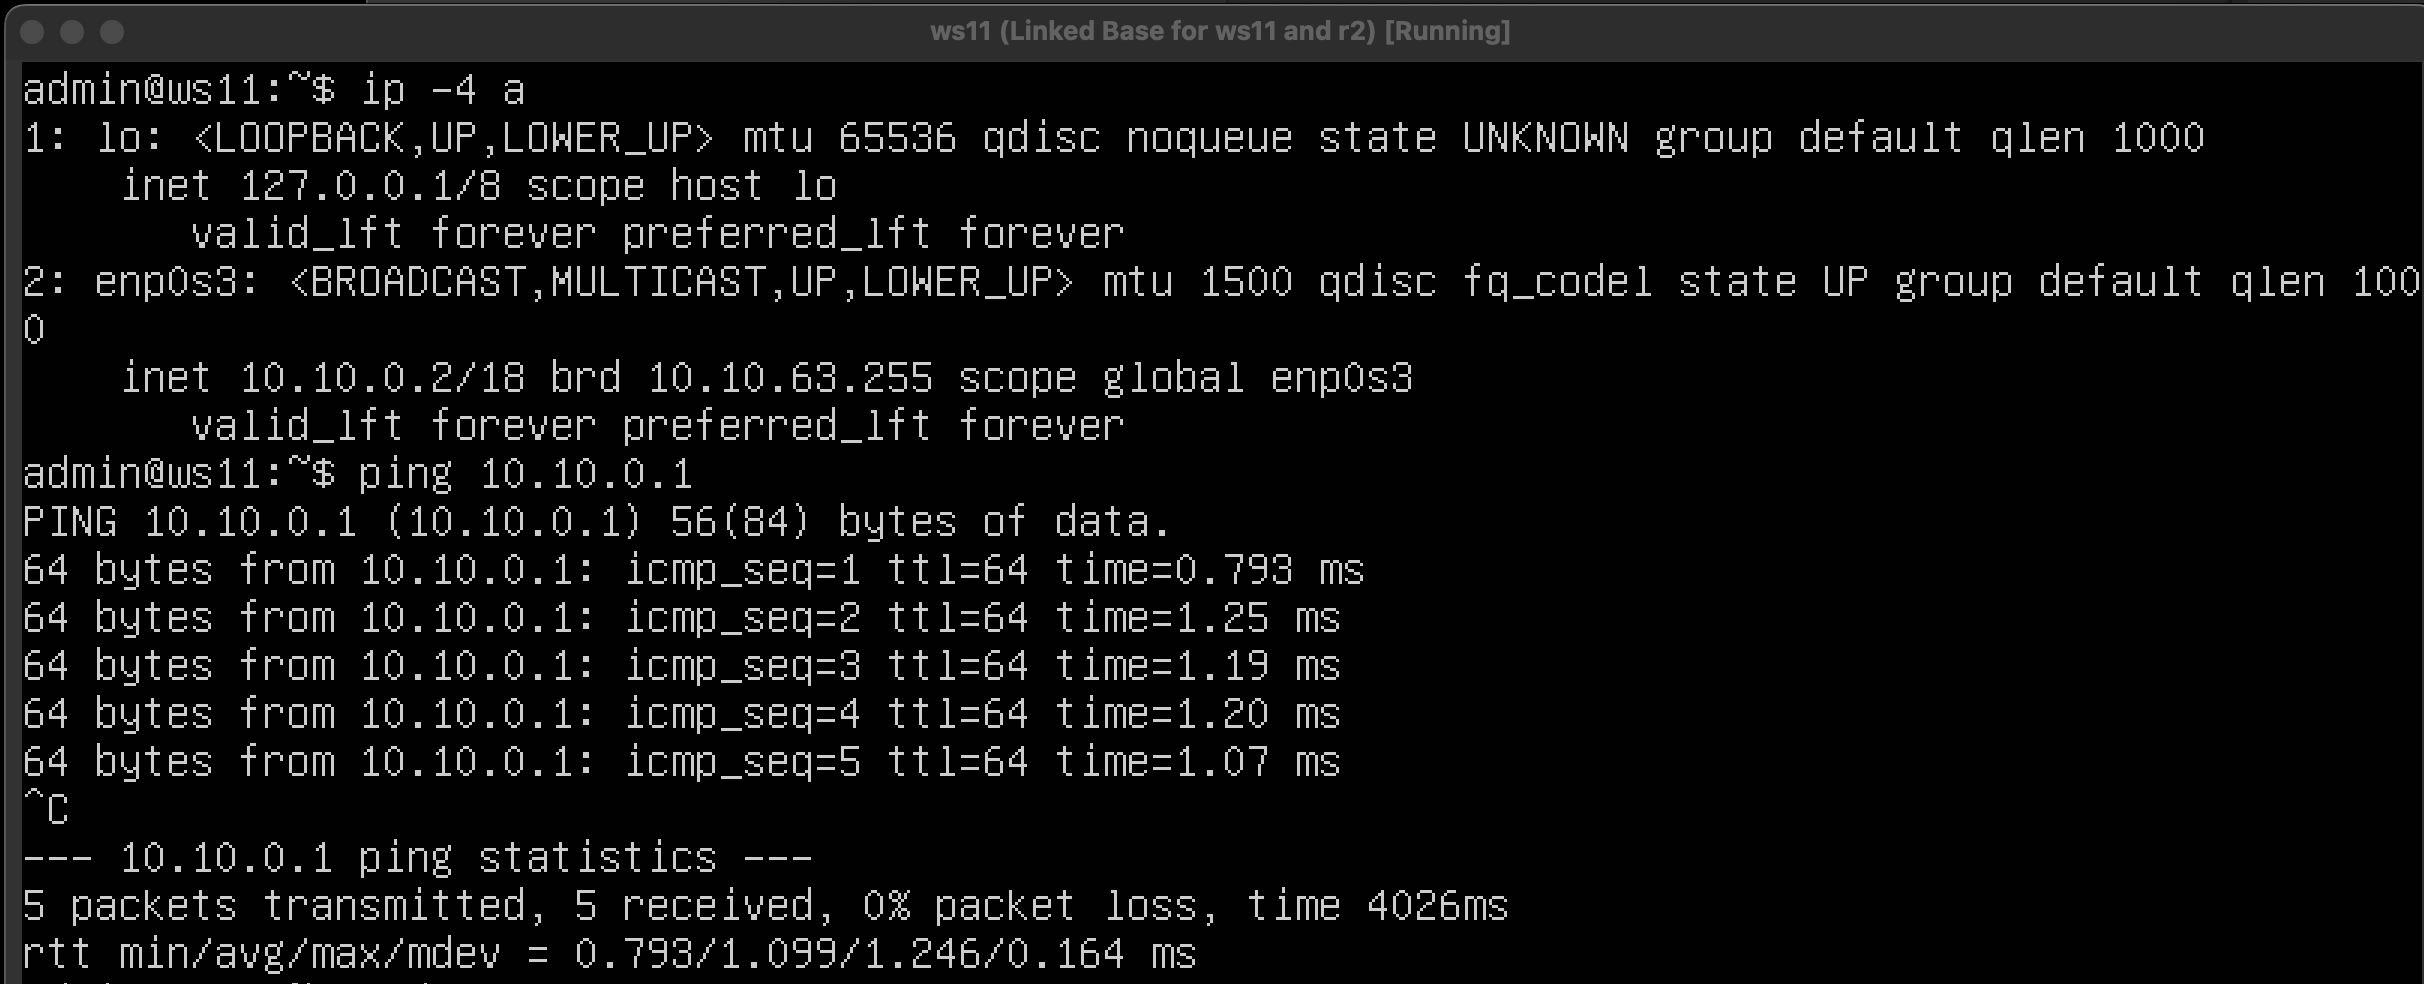 ws11 (Linked Base for ws11 and r2) [Running]
admin@ws11:~$ ip -4 a
1: lo: <LOOPBACK,UP,LOWER_UP> mtu 65536 qdisc noqueue state UNKNOWN group default qlen 1000
    inet 127.0.0.1/8 scope host lo
       valid_lft forever preferred_lft forever
2: enp0s3: <BROADCAST,MULTICAST,UP,LOWER_UP> mtu 1500 qdisc fq_codel state UP group default qlen 100
0
    inet 10.10.0.2/18 brd 10.10.63.255 scope global enp0s3
       valid_lft forever preferred_lft forever
admin@ws11:~$ ping 10.10.0.1
PING 10.10.0.1 (10.10.0.1) 56(84) bytes of data.
64 bytes from 10.10.0.1: icmp_seq=1 ttl=64 time=0.793 ms
64 bytes from 10.10.0.1: icmp_seq=2 ttl=64 time=1.25 ms
64 bytes from 10.10.0.1: icmp_seq=3 ttl=64 time=1.19 ms
64 bytes from 10.10.0.1: icmp_seq=4 ttl=64 time=1.20 ms
64 bytes from 10.10.0.1: icmp_seq=5 ttl=64 time=1.07 ms
^C
--- 10.10.0.1 ping statistics ---
5 packets transmitted, 5 received, 0% packet loss, time 4026ms
rtt min/avg/max/mdev = 0.793/1.099/1.246/0.164 ms